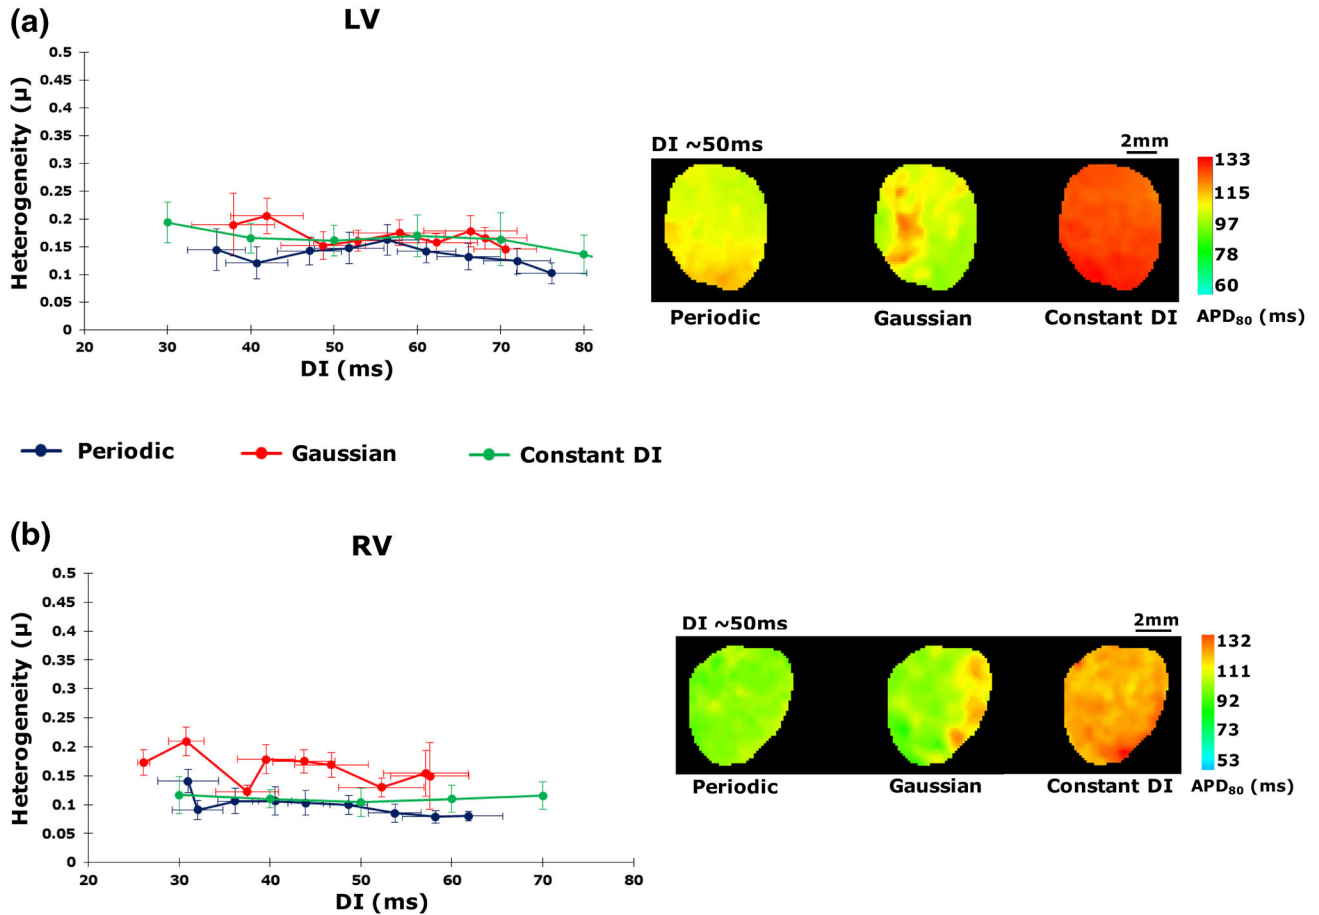 (a)
LV
Heterogeneity (μ)
0.5
0.45
0.4
0.35
0.3
0.25
0.2
0.15
0.1
0.05
0
20
30
40
50
60
70
80
DI (ms)
DI ~50ms
2mm
Periodic
Gaussian
Constant DI
133
115
97
78
60
APD₈₀ (ms)
Periodic
Gaussian
Constant DI
(b)
RV
Heterogeneity (μ)
0.5
0.45
0.4
0.35
0.3
0.25
0.2
0.15
0.1
0.05
0
20
30
40
50
60
70
80
DI (ms)
DI ~50ms
2mm
Periodic
Gaussian
Constant DI
132
111
92
73
53
APD₈₀ (ms)